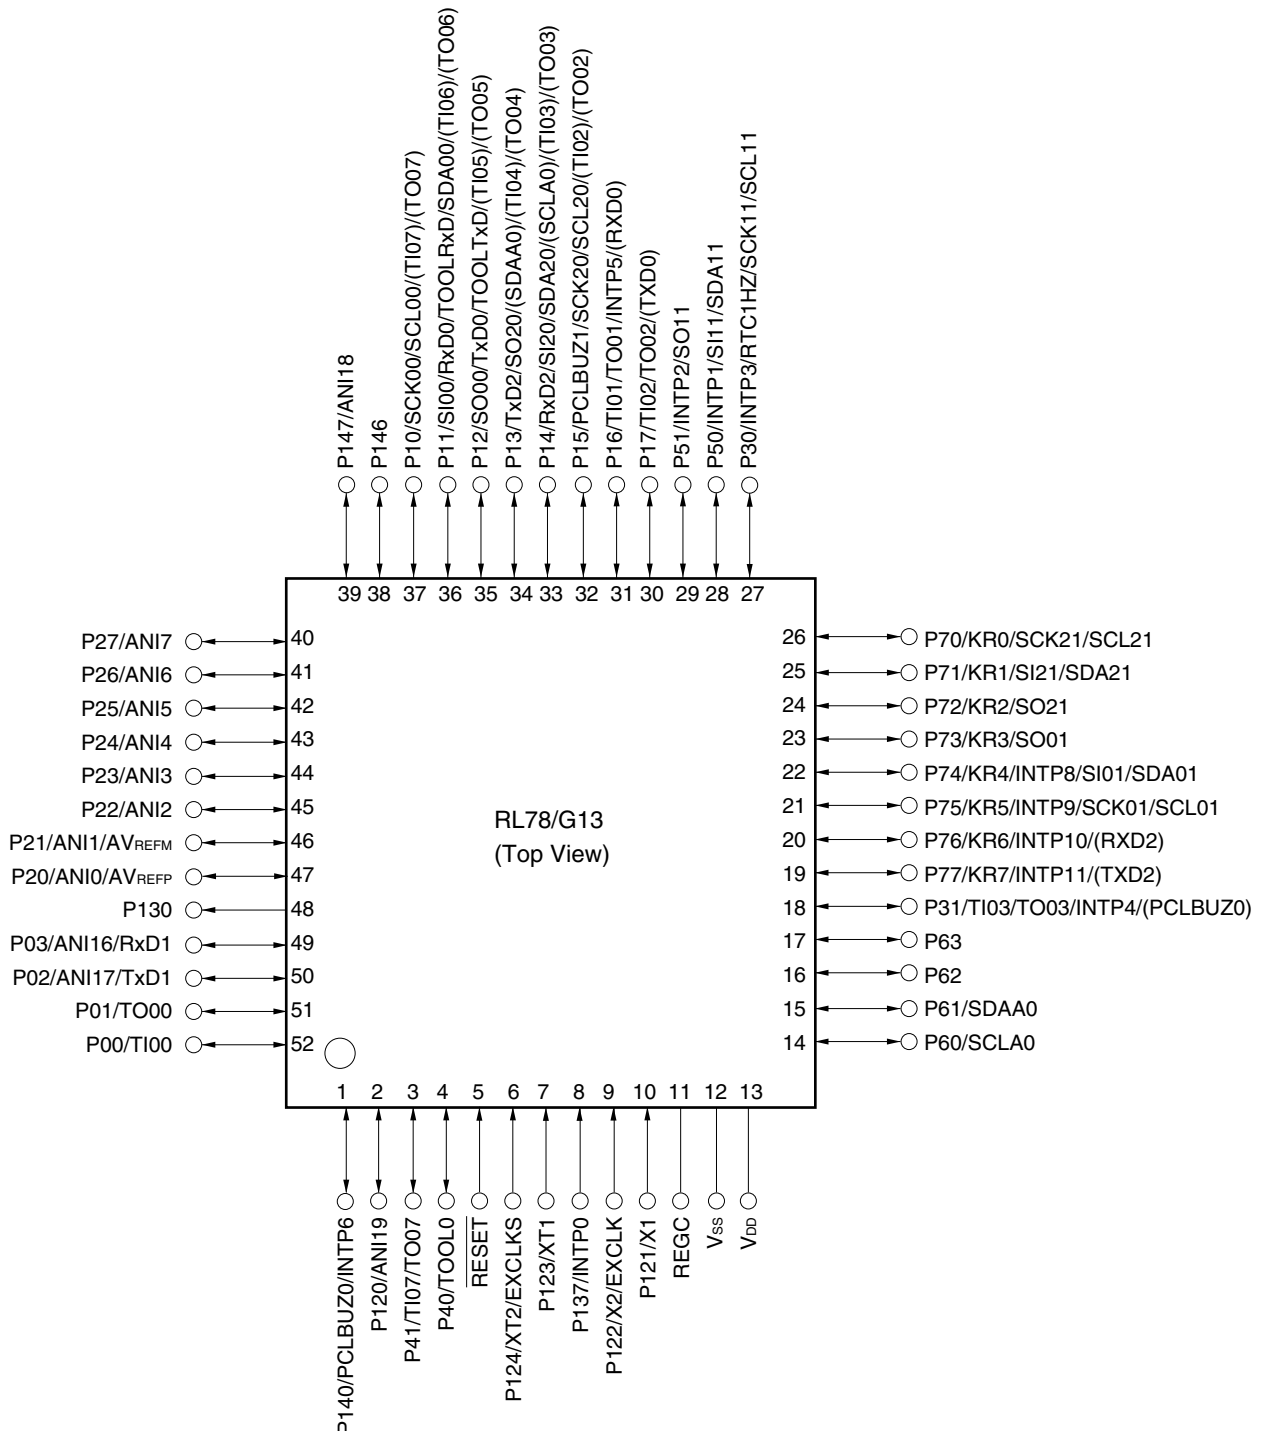 P147/ANI18
P146
P10/SCK00/SCL00/(TI07)/(TO07)
P11/SI00/RxD0/TOOLRxD/SDA00/(TI06)/(TO06)
P12/SO00/TxD0/TOOLTxD/(TI05)/(TO05)
P13/TxD2/SO20/(SDAA0)/(TI04)/(TO04)
P14/RxD2/SI20/SDA20/(SCLA0)/(TI03)/(TO03)
P15/PCLBUZ1/SCK20/SCL20/(TI02)/(TO02)
P16/TI01/TO01/INTP5/(RXD0)
P17/TI02/TO02/(TXD0)
P51/INTP2/SO11
P50/INTP1/SI11/SDA11
P30/INTP3/RTC1HZ/SCK11/SCL11
39 38 37 36 35 34 33 32 31 30 29 28 27
P27/ANI7 40
P26/ANI6 41
P25/ANI5 42
P24/ANI4 43
P23/ANI3 44
P22/ANI2 45
P21/ANI1/AVREFM 46
P20/ANI0/AVREFP 47
P130 48
P03/ANI16/RxD1 49
P02/ANI17/TxD1 50
P01/TO00 51
P00/TI00 52
RL78/G13
(Top View)
26 P70/KR0/SCK21/SCL21
25 P71/KR1/SI21/SDA21
24 P72/KR2/SO21
23 P73/KR3/SO01
22 P74/KR4/INTP8/SI01/SDA01
21 P75/KR5/INTP9/SCK01/SCL01
20 P76/KR6/INTP10/(RXD2)
19 P77/KR7/INTP11/(TXD2)
18 P31/TI03/TO03/INTP4/(PCLBUZ0)
17 P63
16 P62
15 P61/SDAA0
14 P60/SCLA0
1 2 3 4 5 6 7 8 9 10 11 12 13
P140/PCLBUZ0/INTP6
P120/ANI19
P41/TI07/TO07
P40/TOOL0
RESET
P124/XT2/EXCLKS
P123/XT1
P137/INTP0
P122/X2/EXCLK
P121/X1
REGC
VSS
VDD